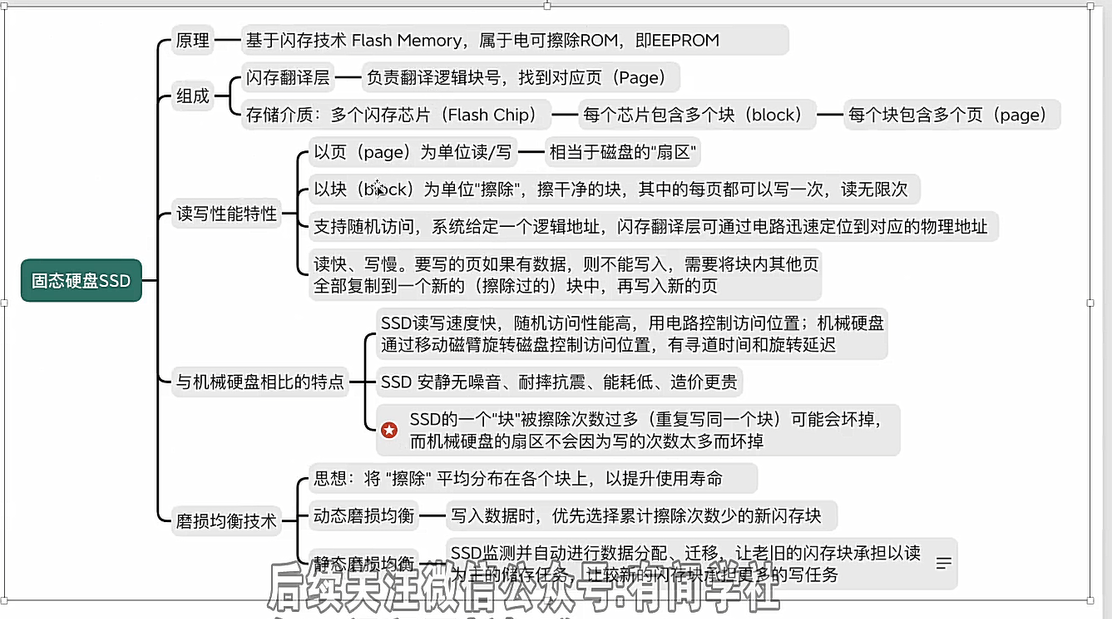 固态硬盘SSD
原理
基于闪存技术 Flash Memory，属于电可擦除ROM，即EEPROM
组成
闪存翻译层
负责翻译逻辑块号，找到对应页（Page）
存储介质：多个闪存芯片（Flash Chip）
每个芯片包含多个块（block）
每个块包含多个页（page）
读写性能特性
以页（page）为单位读/写
相当于磁盘的"扇区"
以块（block）为单位"擦除"，擦干净的块，其中的每页都可以写一次，读无限次
支持随机访问，系统给定一个逻辑地址，闪存翻译层可通过电路迅速定位到对应的物理地址
读快、写慢。要写的页如果有数据，则不能写入，需要将块内其他页
全部复制到一个新的（擦除过的）块中，再写入新的页
与机械硬盘相比的特点
SSD读写速度快，随机访问性能高，用电路控制访问位置；机械硬盘
通过移动磁臂旋转磁盘控制访问位置，有寻道时间和旋转延迟
SSD 安静无噪音、耐摔抗震、能耗低、造价更贵
SSD的一个"块"被擦除次数过多（重复写同一个块）可能会坏掉，
而机械硬盘的扇区不会因为写的次数太多而坏掉
磨损均衡技术
思想：将 "擦除" 平均分布在各个块上，以提升使用寿命
动态磨损均衡
写入数据时，优先选择累计擦除次数少的新闪存块
静态磨损均衡
SSD监测并自动进行数据分配、迁移，让老旧的闪存块承担以读
为主的储存任务，让较新的闪存块承担更多的写任务
后续关注微信公众号:有间学社